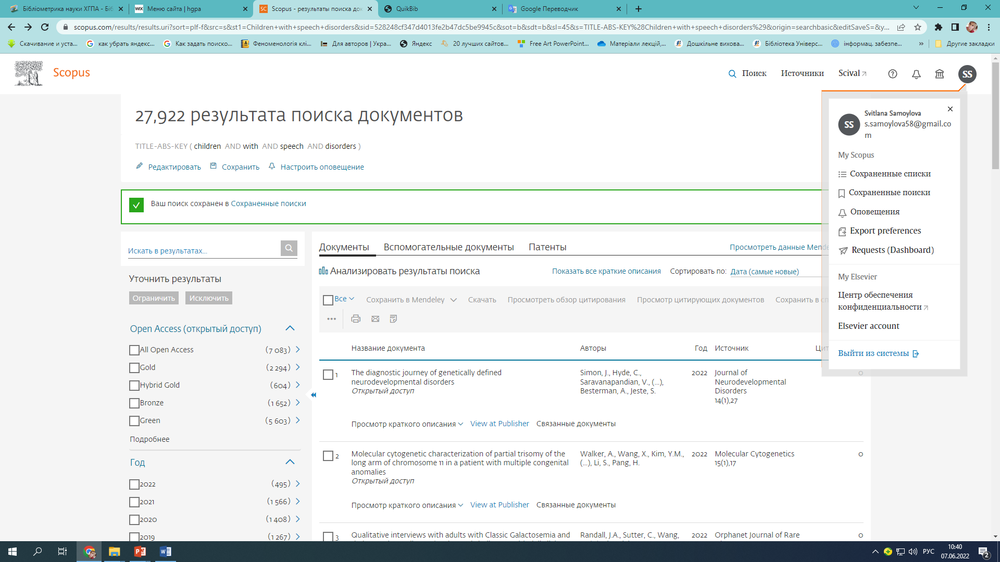 Бібліометрика науки ХГПА - Біб
Меню сайта | hgpa
Scopus - результаты поиска док
QuikBib
Google Переводчик
scopus.com/results/results.uri?sort=plf-f&src=s&st1=Children+with+speech+disorders&sid=528248cf347d4013fe2b47dc5be9945c&sot=b&sdt=b&sl=45&s=TITLE-ABS-KEY%28Children+with+speech+disorders%29&origin=searchbasic&editSaveS=&y...
Скачивание и уста...
как убрать яндекс...
Как задать поиско...
Феноменологія клі...
Для авторов | Укра...
Яндекс
20 лучших сайтов...
Free Art PowerPoint...
Матеріали лекцій,...
Дошкільне вихова...
Бібліотека Універс...
інформац. забезпе...
»
Другие закладки
Scopus
Поиск
Источники
Scival
SS
27,922 результата поиска документов
TITLE-ABS-KEY ( children AND with AND speech AND disorders )
Редактировать
Сохранить
Настроить оповещение
Ваш поиск сохранен в Сохраненные поиски
SS
Svitlana Samoylova
s.samoylova58@gmail.co
m
My Scopus
Сохраненные списки
Сохраненные поиски
Оповещения
Export preferences
Requests (Dashboard)
My Elsevier
Центр обеспечения
конфиденциальности
Elsevier account
Выйти из системы
Искать в результатах...
Уточнить результаты
Ограничить
Исключить
Open Access (открытый доступ)
All Open Access (7 083)
Gold (2 294)
Hybrid Gold (604)
Bronze (1 652)
Green (5 603)
Подробнее
Год
2022 (495)
2021 (1 566)
2020 (1 408)
2019 (1 267)
Документы
Вспомогательные документы
Патенты
Просмотреть данные Mende
Анализировать результаты поиска
Показать все краткие описания
Сортировать по: Дата (самые новые)
Все
Сохранить в Mendeley
Скачать
Просмотреть обзор цитирования
Просмотр цитирующих документов
Сохранить в сп
Название документа
Авторы
Год
Источник
Цит
1
The diagnostic journey of genetically defined
neurodevelopmental disorders
Открытый доступ
Simon, J., Hyde, C.,
Saravanapandian, V., (...),
Besterman, A., Jeste, S.
2022
Journal of
Neurodevelopmental
Disorders
14(1),27
0
Просмотр краткого описания
View at Publisher
Связанные документы
2
Molecular cytogenetic characterization of partial trisomy of the
long arm of chromosome 11 in a patient with multiple congenital
anomalies
Открытый доступ
Walker, A., Wang, X., Kim, Y.M.,
(...), Li, S., Pang, H.
2022
Molecular Cytogenetics
15(1),17
0
Просмотр краткого описания
View at Publisher
Связанные документы
3
Qualitative interviews with adults with Classic Galactosemia and
Randall, J.A., Sutter, C., Wang,
2022
Orphanet Journal of Rare
0
РУС
10:40
07.06.2022
2